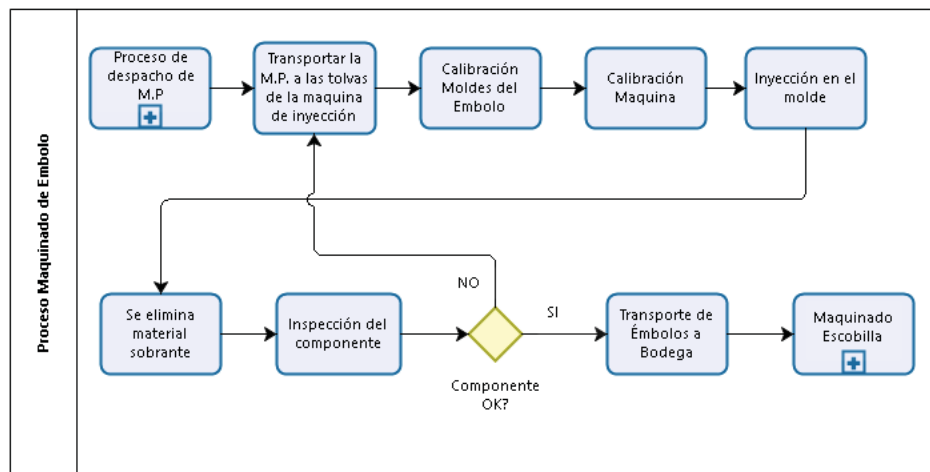 Proceso Maquinado de Embolo
Proceso de
despacho de
M.P
Transportar la
M.P. a las tolvas
de la maquina
de inyección
Calibración
Moldes del
Embolo
Calibración
Maquina
Inyección en el
molde
Se elimina
material
sobrante
Inspección del
componente
NO
SI
Componente
OK?
Transporte de
Émbolos a
Bodega
Maquinado
Escobilla